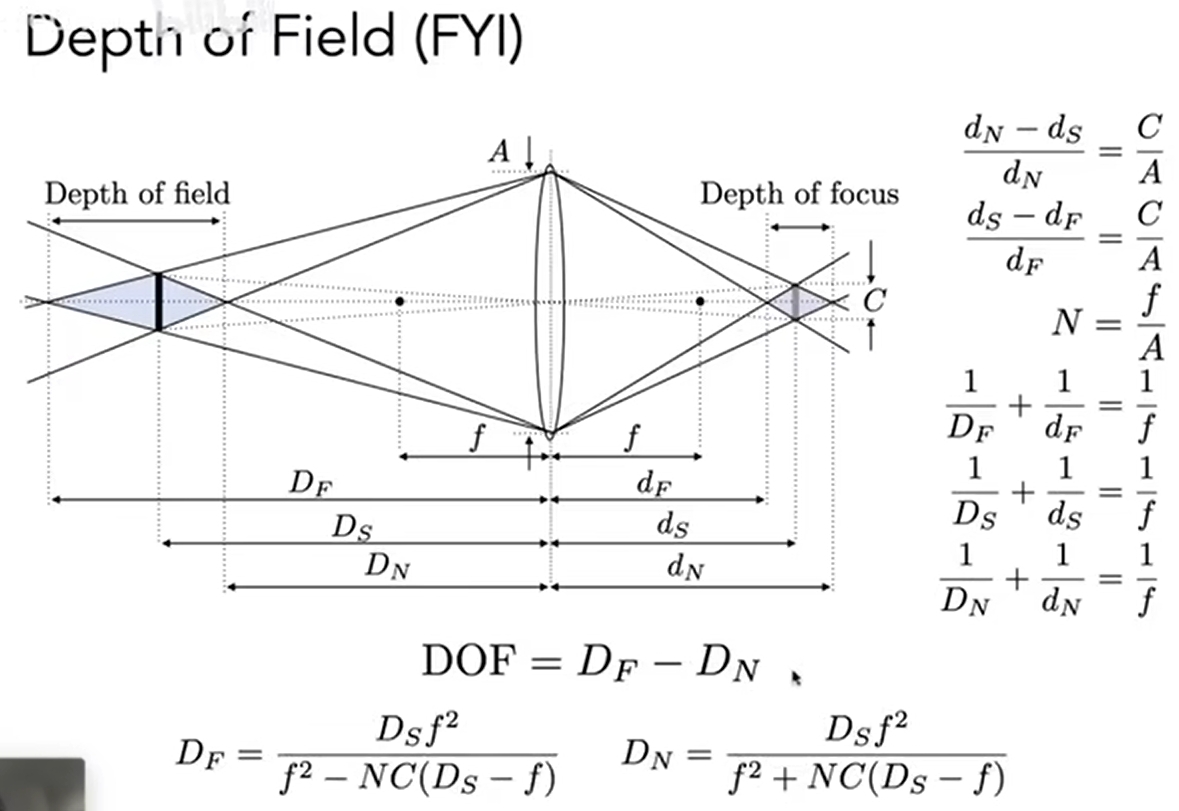 Depth of Field (FYI)
A
Depth of field
Depth of focus
C
f
f
D_F
d_F
D_S
d_S
D_N
d_N
\frac{d_N - d_S}{d_N} = \frac{C}{A}
\frac{d_S - d_F}{d_F} = \frac{C}{A}
N = \frac{f}{A}
\frac{1}{D_F} + \frac{1}{d_F} = \frac{1}{f}
\frac{1}{D_S} + \frac{1}{d_S} = \frac{1}{f}
\frac{1}{D_N} + \frac{1}{d_N} = \frac{1}{f}
DOF = D_F - D_N
D_F = \frac{D_S f^2}{f^2 - NC(D_S - f)} D_N = \frac{D_S f^2}{f^2 + NC(D_S - f)}